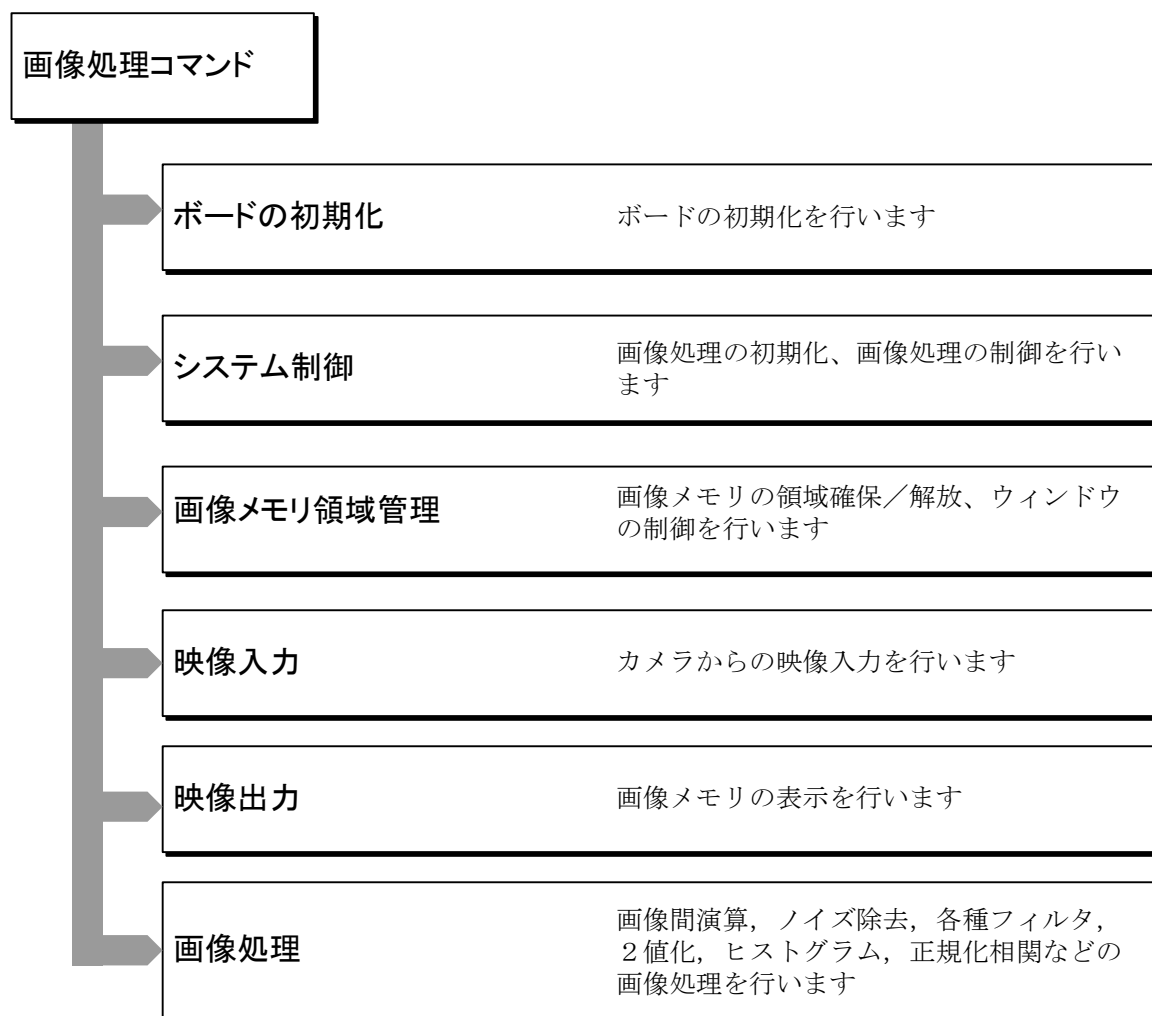 画像処理コマンド
ボードの初期化
ボードの初期化を行います
システム制御
画像処理の初期化、画像処理の制御を行い
ます
画像メモリ領域管理
画像メモリの領域確保／解放、ウィンドウ
の制御を行います
映像入力
カメラからの映像入力を行います
映像出力
画像メモリの表示を行います
画像処理
画像間演算，ノイズ除去，各種フィルタ，
２値化，ヒストグラム，正規化相関などの
画像処理を行います